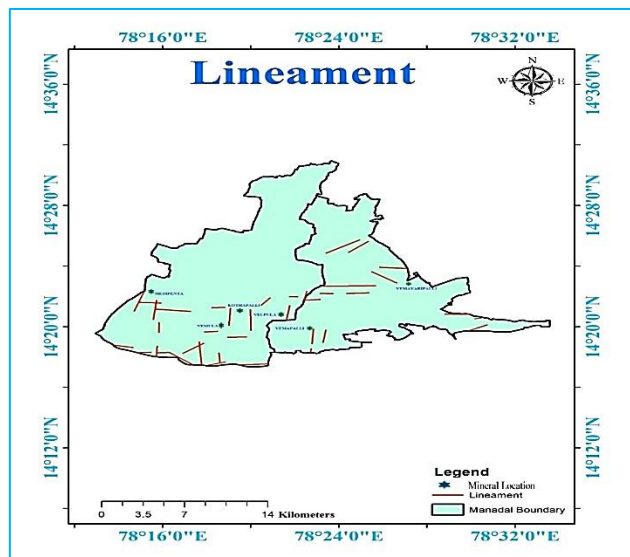 78°16'0"E 78°24'0"E 78°32'0"E
Lineament
N
W E
S
14°36'0"N 14°36'0"N
14°28'0"N 14°28'0"N
14°20'0"N 14°20'0"N
14°12'0"N 14°12'0"N
VELPULA
VEMPALLI
Legend
Mineral Location
Lineament
Manadal Boundary
0 3.5 7 14 Kilometers
78°16'0"E 78°24'0"E 78°32'0"E